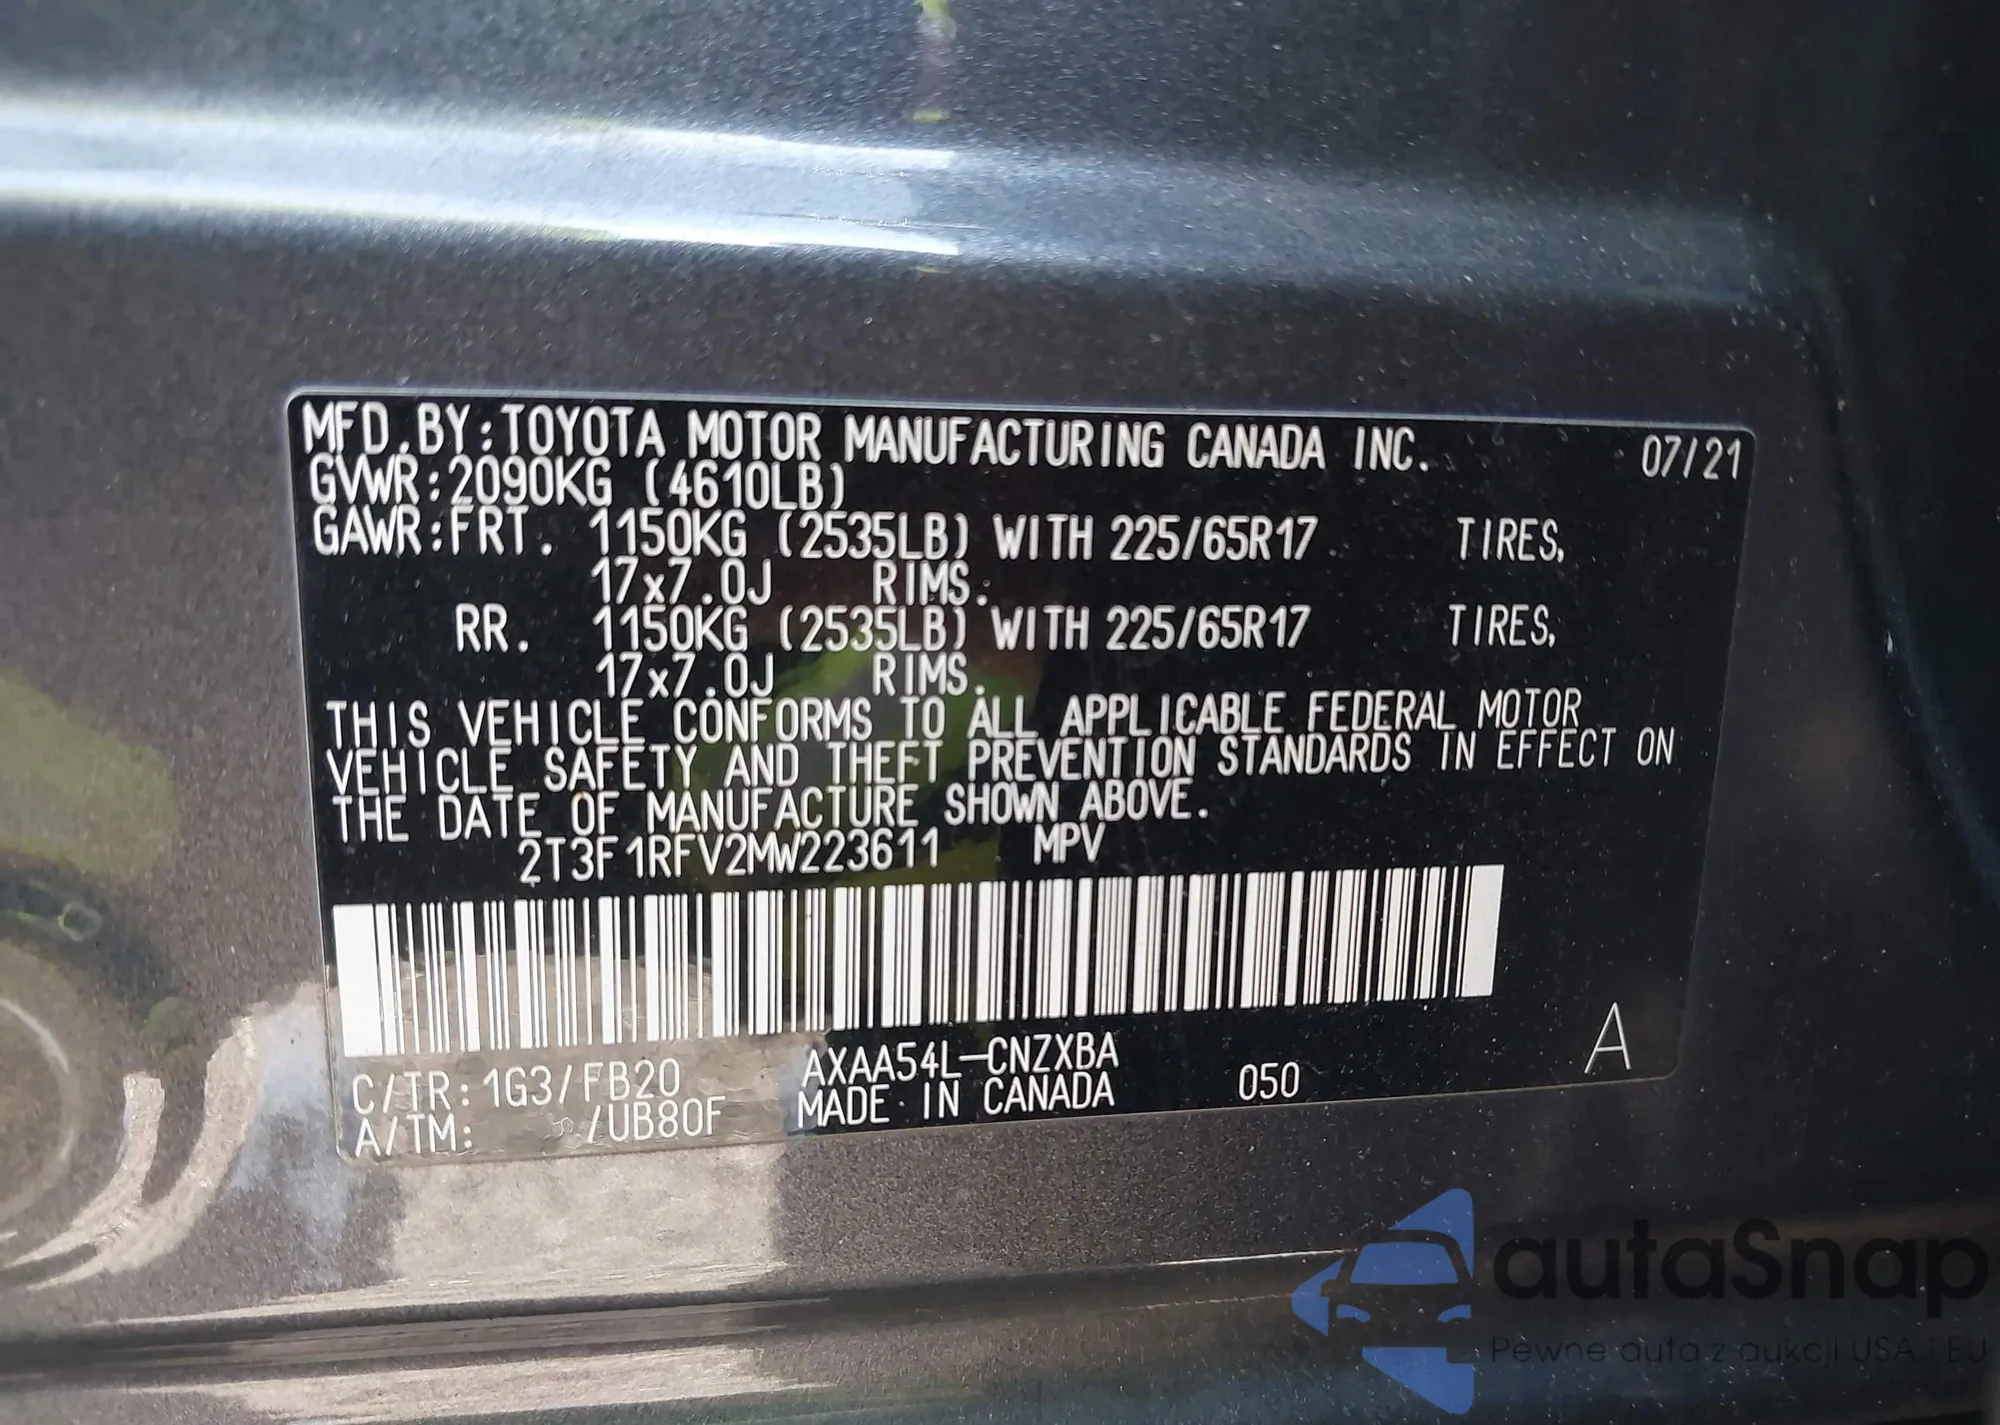 MFD.BY:TOYOTA MOTOR MANUFACTURING CANADA INC. 07/21
GVWR:2090KG (4610LB)
GAWR:FRT. 1150KG (2535LB) WITH 225/65R17 TIRES,
17x7.0J RIMS.
RR. 1150KG (2535LB) WITH 225/65R17 TIRES,
17x7.0J RIMS.
THIS VEHICLE CONFORMS TO ALL APPLICABLE FEDERAL MOTOR
VEHICLE SAFETY AND THEFT PREVENTION STANDARDS IN EFFECT ON
THE DATE OF MANUFACTURE SHOWN ABOVE.
2T3F1RFV2MW223611 MPV
C/TR:1G3/FB20 AXAA54L-CNZXBA A
A/TM: /UB80F MADE IN CANADA 050
autaSnap
Pewne auta z aukcji USA i EU